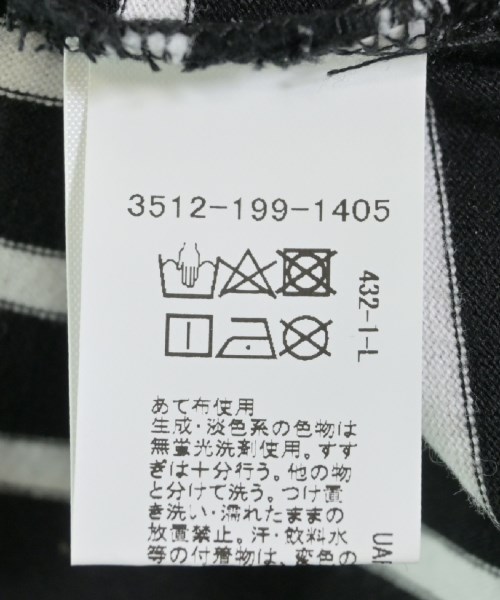 3512-199-1405
432-1-L
あて布使用
生成・淡色系の色物は
無蛍光洗剤使用。すす
ぎは十分行う。他の物
と分けて洗う。つけ置
き洗い・濡れたままの
放置禁止。汗・飲料水
等の付着物は、変色の